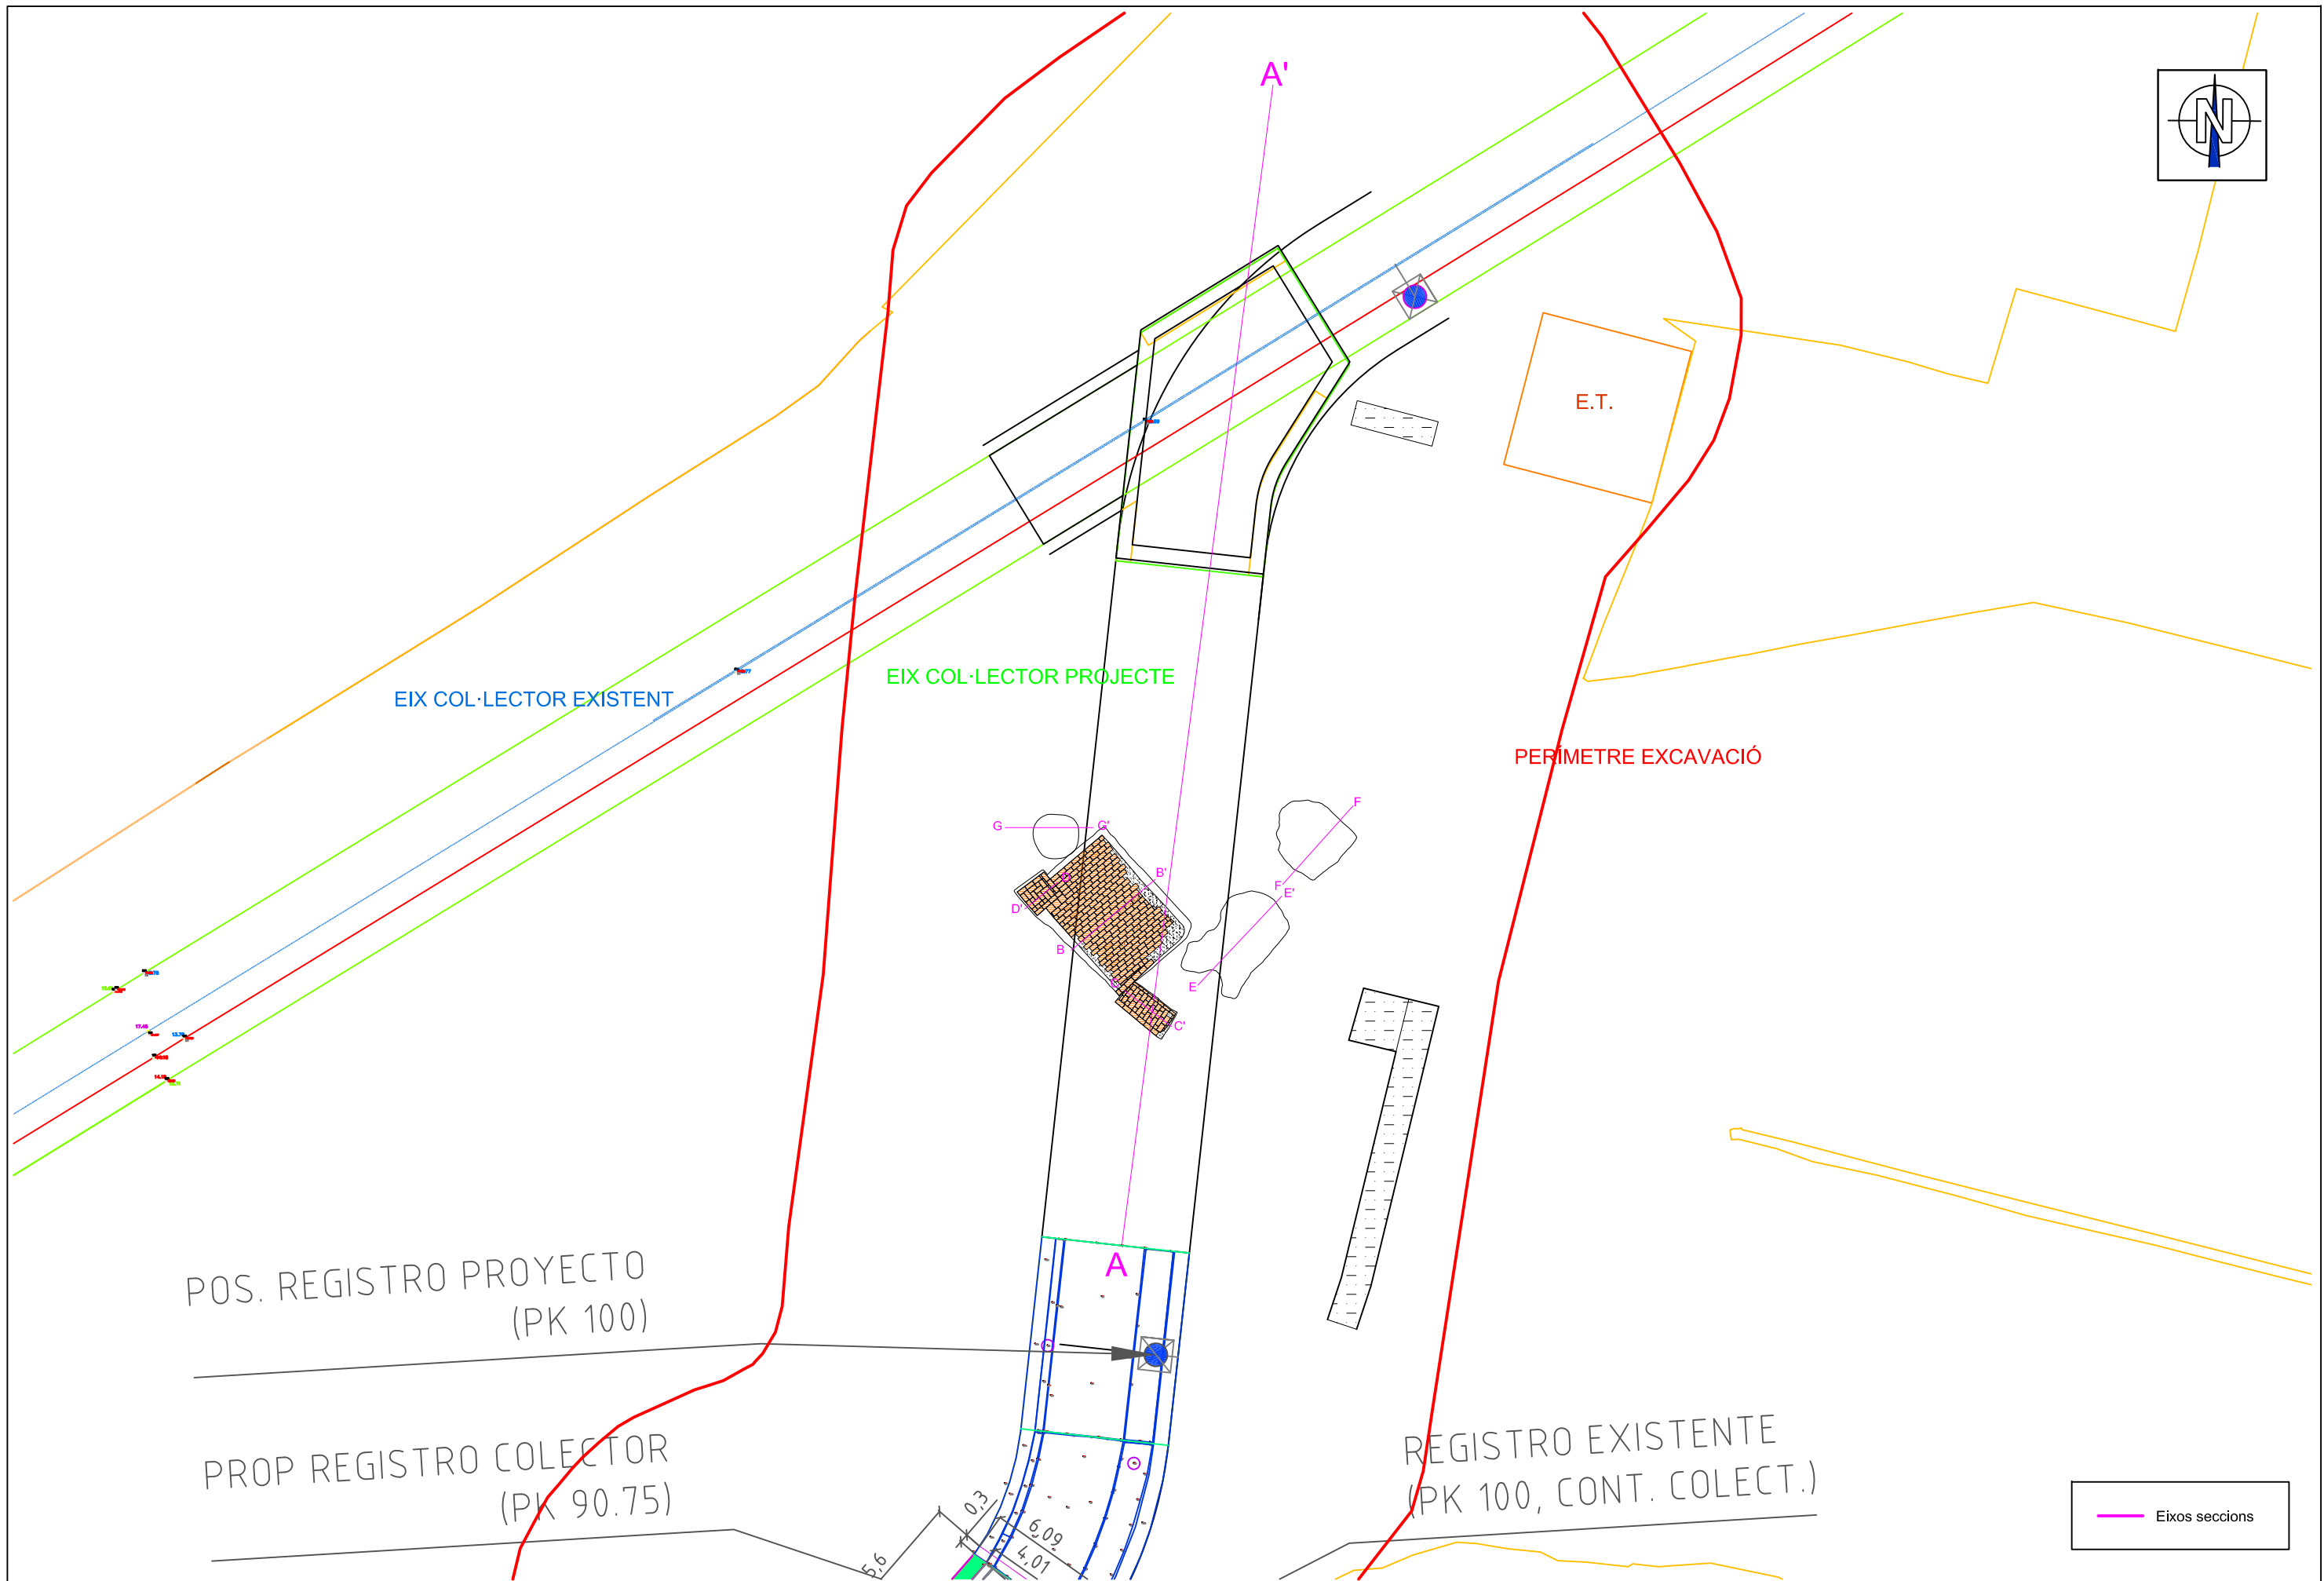 A'
N
E.T.
EIX COL·LECTOR PROJECTE
EIX COL·LECTOR EXISTENT
PERÍMETRE EXCAVACIÓ
G
G'
F
F
E'
B'
D'
B
E
C'
A
POS. REGISTRO PROYECTO
(PK 100)
PROP REGISTRO COLECTOR
(PK 90.75)
REGISTRO EXISTENTE
(PK 100, CONT. COLECT.)
0,3
6,09
4,01
5,6
Eixos seccions